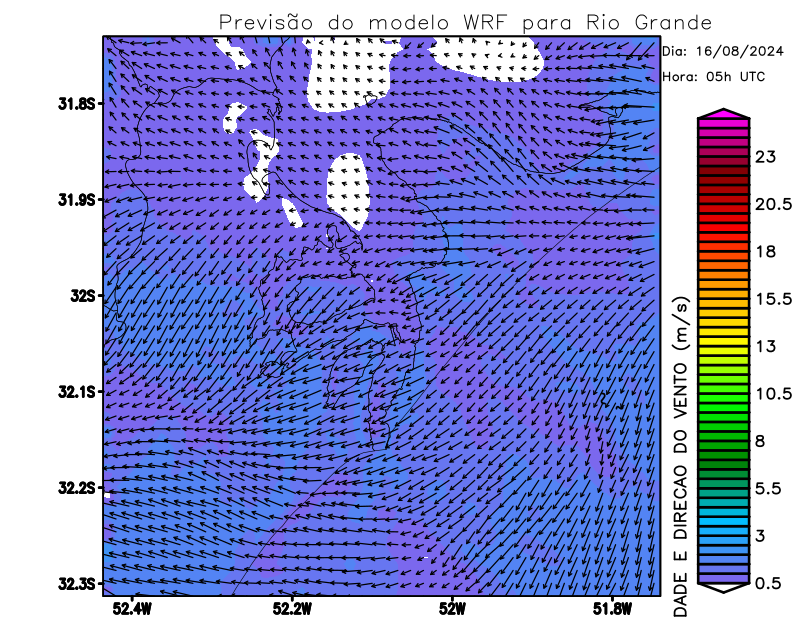 Previsão do modelo WRF para Rio Grande
Dia: 16/08/2024
Hora: 05h UTC
31.8S
31.9S
32S
32.1S
32.2S
32.3S
52.4W
52.2W
52W
51.8W
DADE E DIRECAO DO VENTO (m/s)
23
20.5
18
15.5
13
10.5
8
5.5
3
0.5